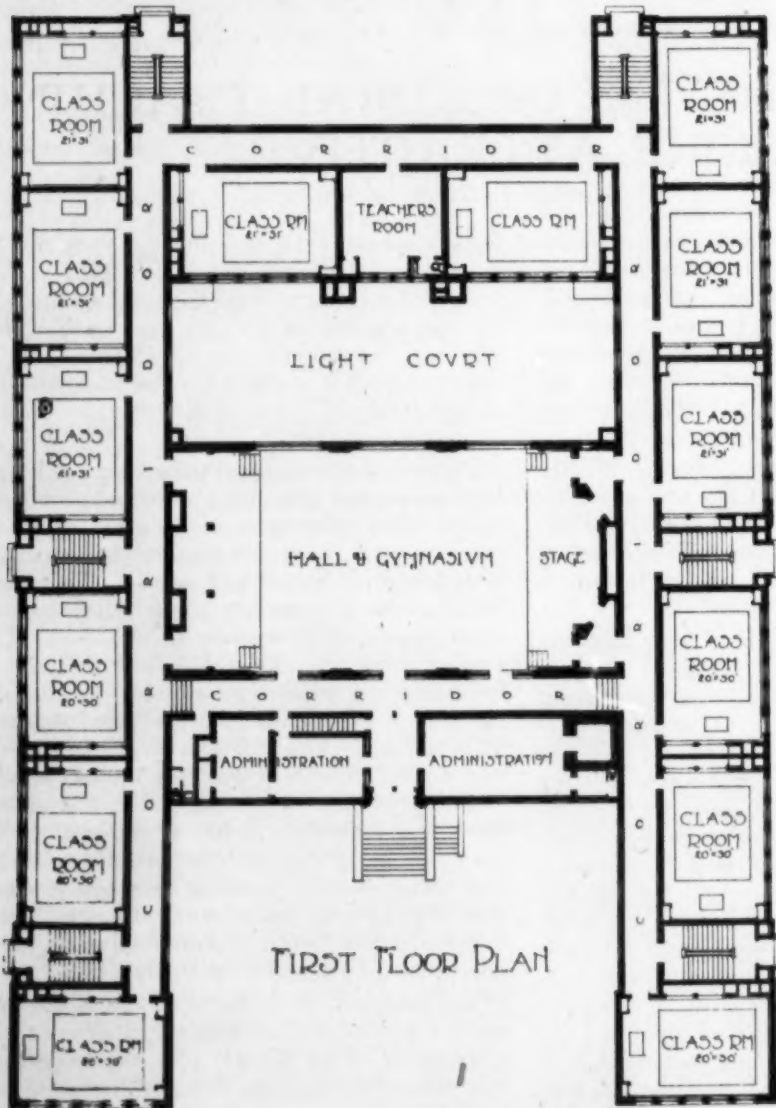 CLASS
ROOM
21'×31'
CLASS
ROOM
21×31
CORRIDOR
CLASS RM
21'×31'
TEACHERS
ROOM
CLASS RM
CLASS
ROOM
21'×31'
CLASS
ROOM
21'×31
LIGHT COVRT
CLASS
ROOM
21'×31'
CLASS
ROOM
21'×31'
CORRIDOR
CORRIDOR
HALL & GYMNASIVM
STAGE
CLASS
ROOM
20'×30'
CLASS
ROOM
20'×30'
CORRIDOR
ADMINISTRATION
ADMINISTRATION
CLASS
ROOM
20'×30'
CLASS
ROOM
20'×30'
FIRST FLOOR PLAN
CLASS RM
20'×30'
CLASS RM
20'×30'